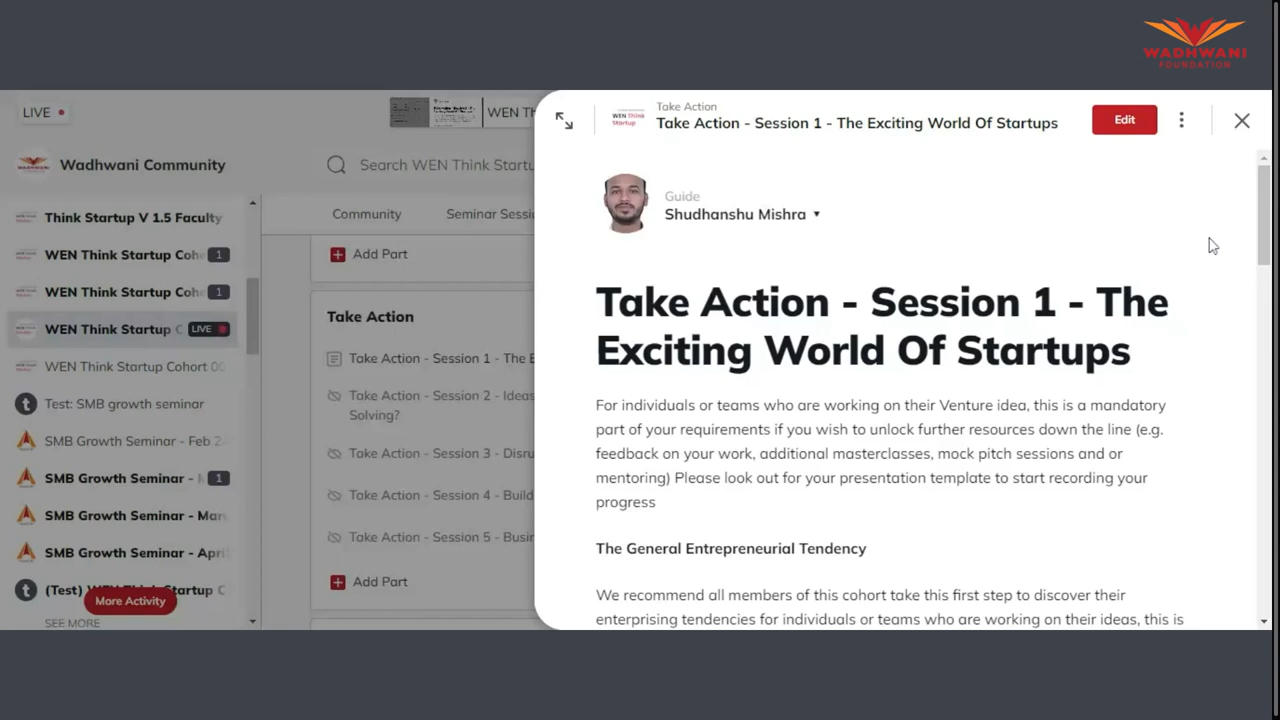 WADHWANI
FOUNDATION
LIVE
WEN Th
Wadhwani Community
Search WEN Think Startu
Think Startup V 1.5 Faculty
WEN Think Startup Coh 1
WEN Think Startup Coh 1
WEN Think Startup C LIVE
WEN Think Startup Cohort 00
Test: SMB growth seminar
SMB Growth Seminar - Feb 2
SMB Growth Seminar - 1
SMB Growth Seminar - Mar
SMB Growth Seminar - Apri
(Test) WEN Think Startup C
More Activity
SEE MORE
Community Seminar Sessi
Add Part
Take Action
Take Action - Session 1 - The E
Take Action - Session 2 - Ideas
Solving?
Take Action - Session 3 - Disru
Take Action - Session 4 - Build
Take Action - Session 5 - Busin
Add Part
WEN Think
Startup
Take Action
Take Action - Session 1 - The Exciting World Of Startups
Edit
Guide
Shudhanshu Mishra
Take Action - Session 1 - The
Exciting World Of Startups
For individuals or teams who are working on their Venture idea, this is a mandatory
part of your requirements if you wish to unlock further resources down the line (e.g.
feedback on your work, additional masterclasses, mock pitch sessions and or
mentoring) Please look out for your presentation template to start recording your
progress
The General Entrepreneurial Tendency
We recommend all members of this cohort take this first step to discover their
enterprising tendencies for individuals or teams who are working on their ideas, this is